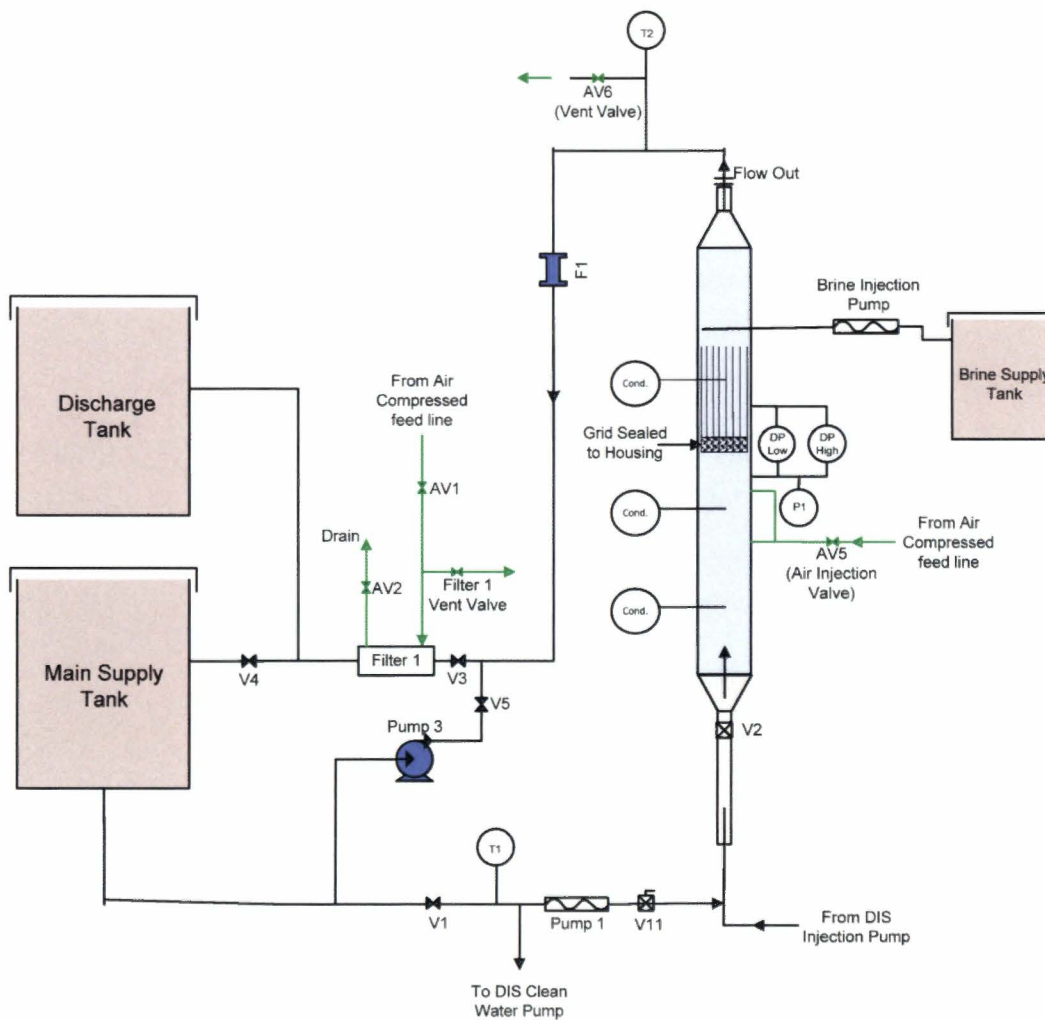 T2
AV6
(Vent Valve)
Flow Out
F1
Brine Injection
Pump
Brine Supply
Tank
Discharge
Tank
From Air
Compressed
feed line
Cond.
Grid Sealed
to Housing
DP
Low
DP
High
P1
AV1
Cond.
From Air
Compressed
feed line
AV5
(Air Injection
Valve)
Drain
AV2
Filter 1
Vent Valve
Cond.
Main Supply
Tank
V4
Filter 1
V3
V5
Pump 3
V2
T1
V1
Pump 1
V11
From DIS
Injection Pump
To DIS Clean
Water Pump